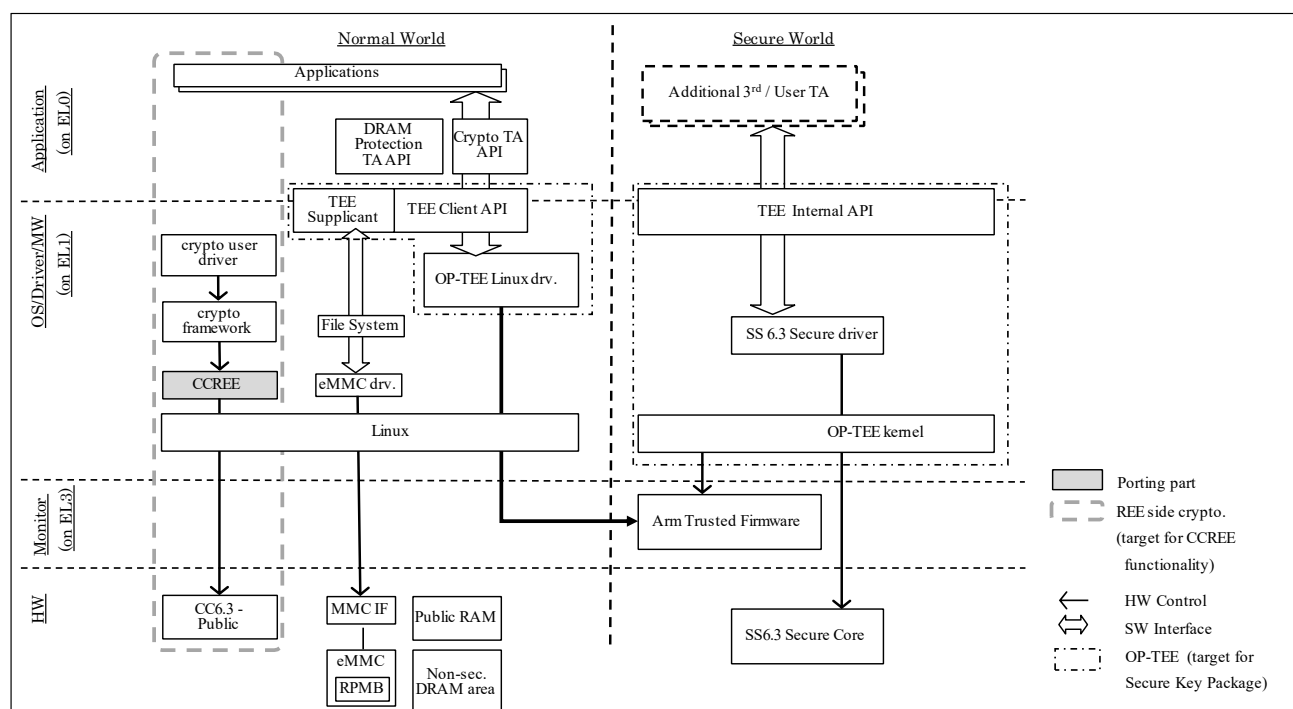 Normal World
Secure World
Application
(on EL0)
Applications
Additional 3rd / User TA
DRAM
Protection
TA API
Crypto TA
API
TEE
Supplicant
TEE Client API
TEE Internal API
OS/Driver/MW
(on EL1)
crypto user
driver
OP-TEE Linux drv.
crypto
framework
File System
SS 6.3 Secure driver
CCREE
eMMC drv.
Linux
OP-TEE kernel
Monitor
(on EL3)
Arm Trusted Firmware
HW
CC6.3 -
Public
MMC IF
Public RAM
SS6.3 Secure Core
eMMC
RPMB
Non-sec.
DRAM area
Porting part
REE side crypto.
(target for CCREE
functionality)
HW Control
SW Interface
OP-TEE (target for
Secure Key Package)